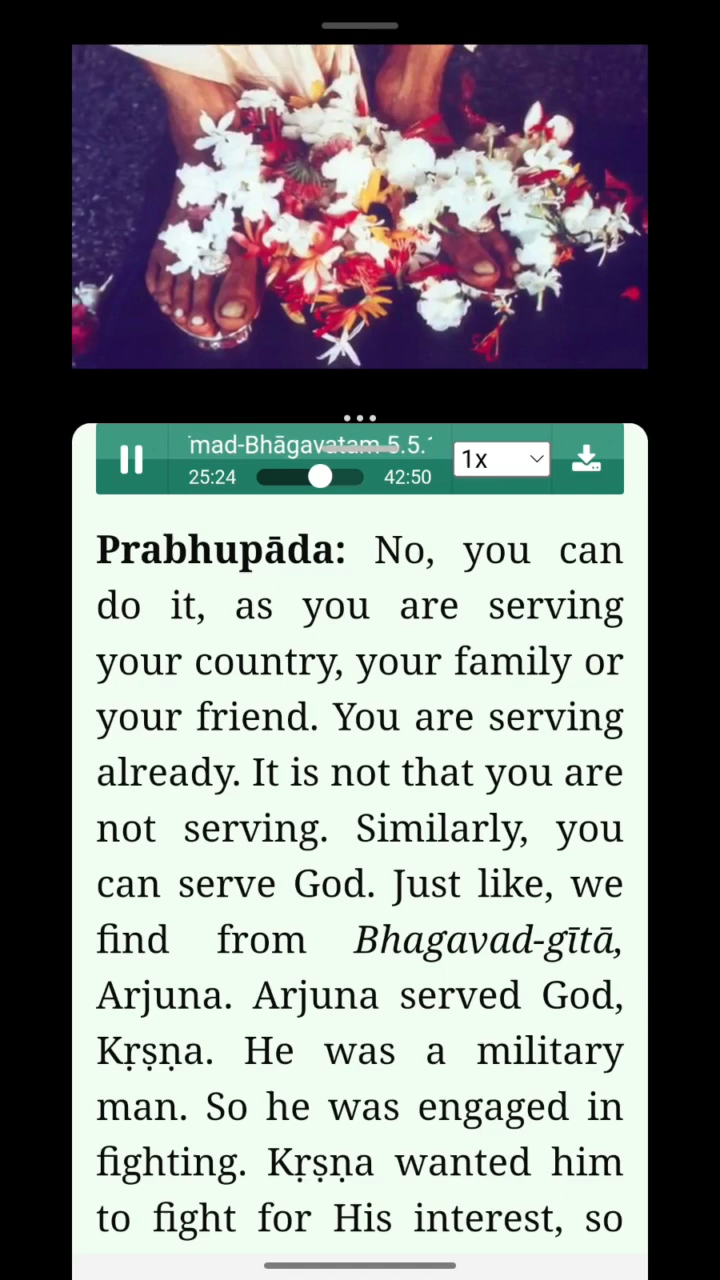 mad-Bhāgavatam 5.5.
25:24
42:50
1x
Prabhupāda: No, you can
do it, as you are serving
your country, your family or
your friend. You are serving
already. It is not that you are
not serving. Similarly, you
can serve God. Just like, we
find from Bhagavad-gītā,
Arjuna. Arjuna served God,
Kṛṣṇa. He was a military
man. So he was engaged in
fighting. Kṛṣṇa wanted him
to fight for His interest, so